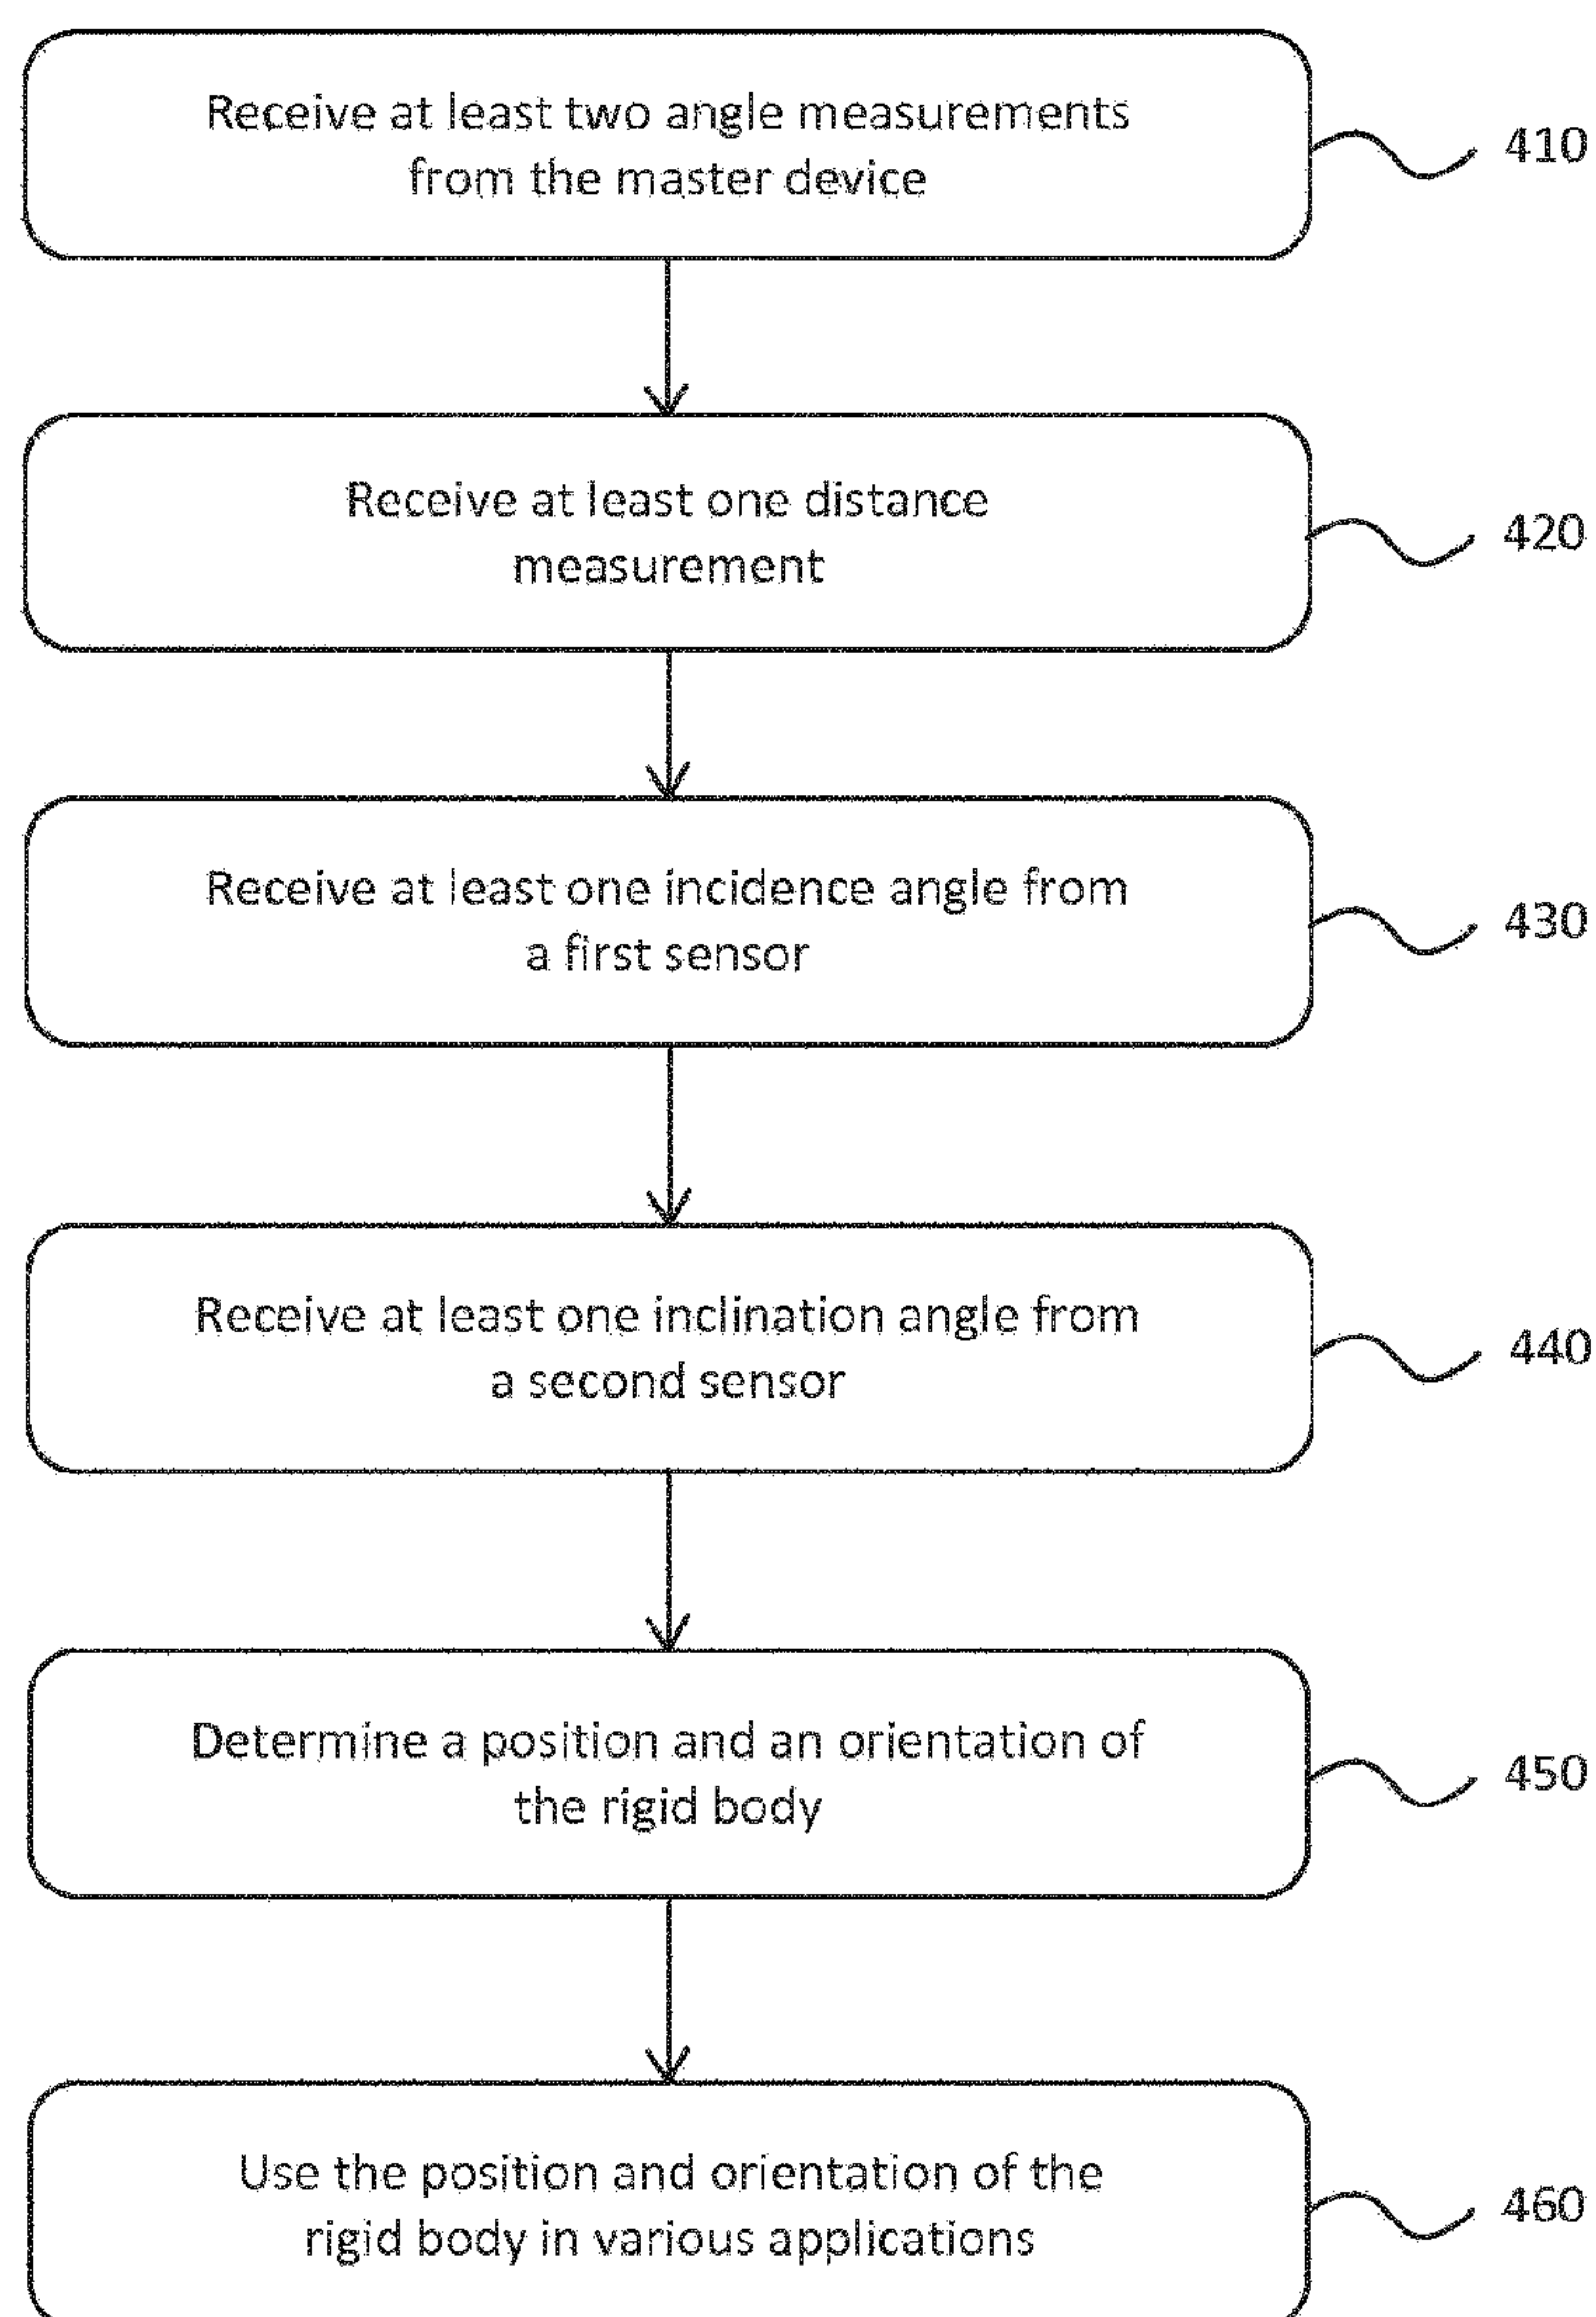 Receive at least two angle measurements
from the master device
410
Receive at least one distance
measurement
420
Receive at least one incidence angle from
a first sensor
430
Receive at least one inclination angle from
a second sensor
440
Determine a position and an orientation of
the rigid body
450
Use the position and orientation of the
rigid body in various applications
460